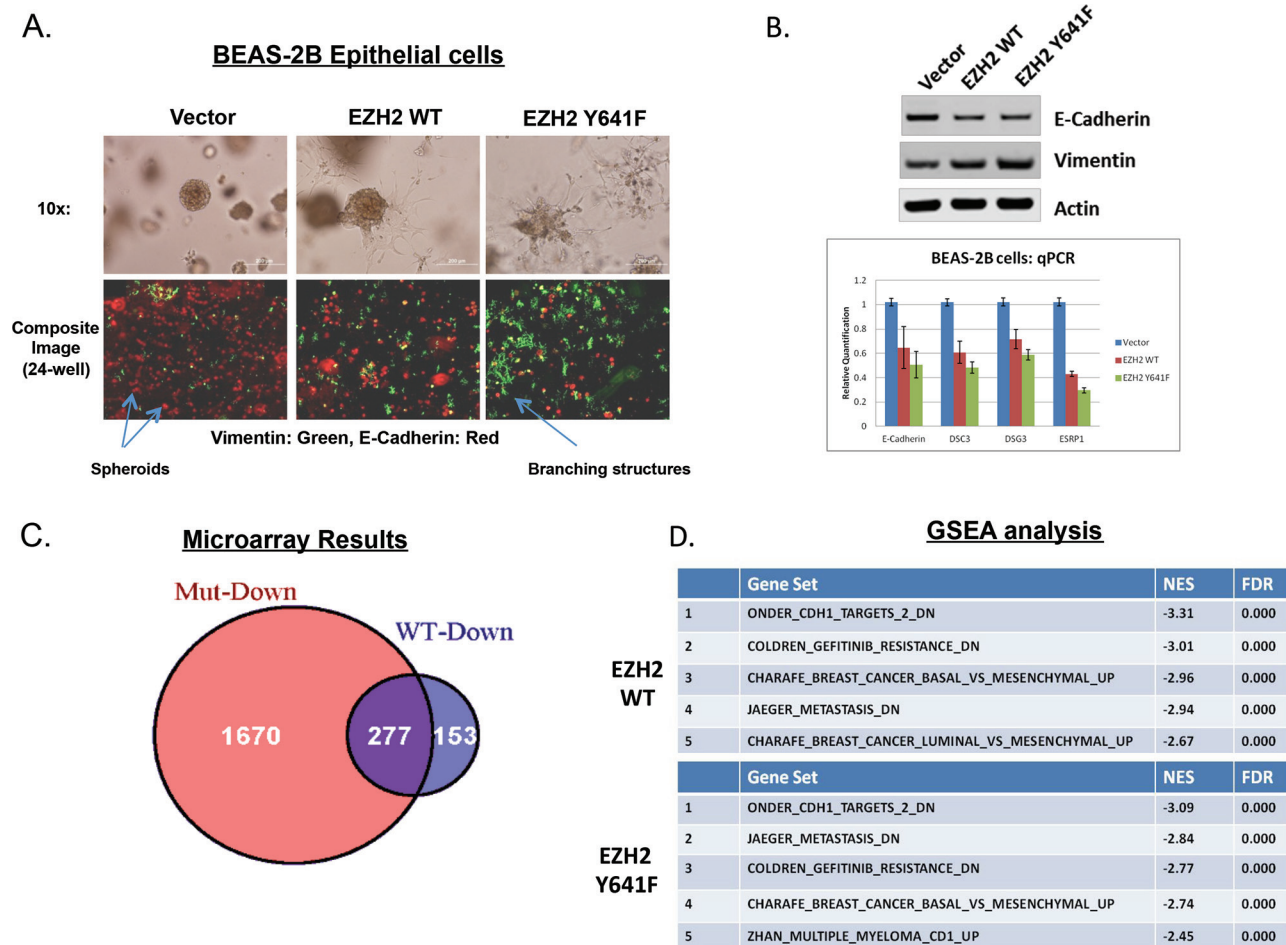 A.
BEAS-2B Epithelial cells
Vector
EZH2 WT
EZH2 Y641F
10x:
Composite
Image
(24-well)
Vimentin: Green, E-Cadherin: Red
Spheroids
Branching structures
B.
Vector
EZH2 WT
EZH2 Y641F
E-Cadherin
Vimentin
Actin
BEAS-2B cells: qPCR
Relative Quantification
1.2
1
0.8
0.6
0.4
0.2
0
E-Cadherin
DSC3
DSG3
ESRP1
Vector
EZH2 WT
EZH2 Y641F
C.
Microarray Results
Mut-Down
WT-Down
1670
277
153
D.
GSEA analysis
EZH2
WT
Gene Set NES FDR
1 ONDER_CDH1_TARGETS_2_DN -3.31 0.000
2 COLDREN_GEFITINIB_RESISTANCE_DN -3.01 0.000
3 CHARAFE_BREAST_CANCER_BASAL_VS_MESENCHYMAL_UP -2.96 0.000
4 JAEGER_METASTASIS_DN -2.94 0.000
5 CHARAFE_BREAST_CANCER_LUMINAL_VS_MESENCHYMAL_UP -2.67 0.000
EZH2
Y641F
Gene Set NES FDR
1 ONDER_CDH1_TARGETS_2_DN -3.09 0.000
2 JAEGER_METASTASIS_DN -2.84 0.000
3 COLDREN_GEFITINIB_RESISTANCE_DN -2.77 0.000
4 CHARAFE_BREAST_CANCER_BASAL_VS_MESENCHYMAL_UP -2.74 0.000
5 ZHAN_MULTIPLE_MYELOMA_CD1_UP -2.45 0.000